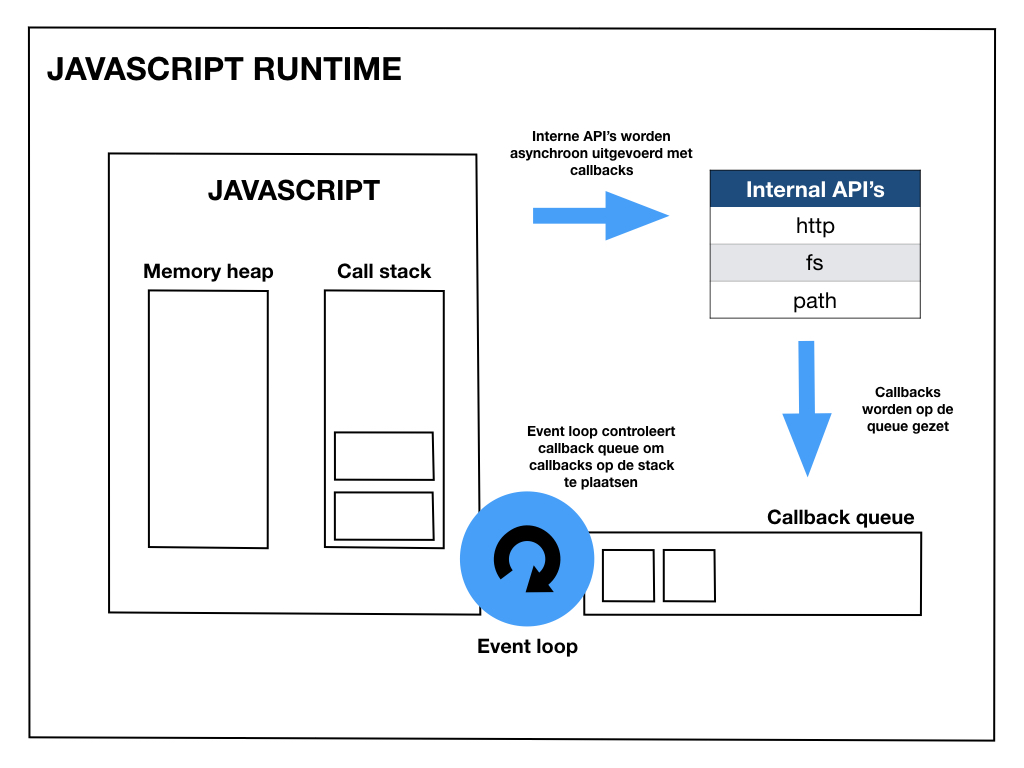 JAVASCRIPT RUNTIME
Interne API’s worden
asynchroon uitgevoerd met
callbacks
JAVASCRIPT
Internal API’s
http
fs
path
Memory heap
Call stack
Callbacks
worden op de
queue gezet
Event loop controleert
callback queue om
callbacks op de stack
te plaatsen
Callback queue
Event loop